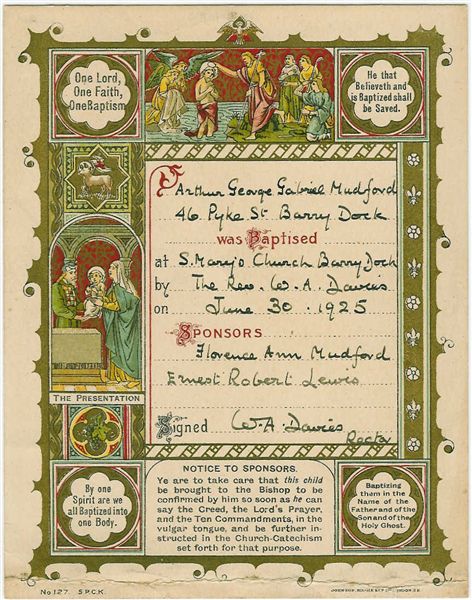 One Lord,
One Faith,
One Baptism
He that
Believeth and
is Baptized shall
be Saved.
Arthur George Gabriel Mudford
46. Pyke St. Barry Dock
was Baptised
at S. Mary's Church Barry Dock
by The Rev. W. A. Davies
on June 30. 1925
SPONSORS
Florence Ann Mudford
Ernest Robert Lewis
Signed W. A. Davies
Rector
THE PRESENTATION
By one
Spirit are we
all Baptized into
one Body.
NOTICE TO SPONSORS.
Ye are to take care that this child
be brought to the Bishop to be
confirmed by him so soon as he can
say the Creed, the Lord's Prayer,
and the Ten Commandments, in the
vulgar tongue, and be further in-
structed in the Church-Catechism
set forth for that purpose.
Baptizing
them in the
Name of the
Father and of the
Son and of the
Holy Ghost.
No 127. S.P.C.K.